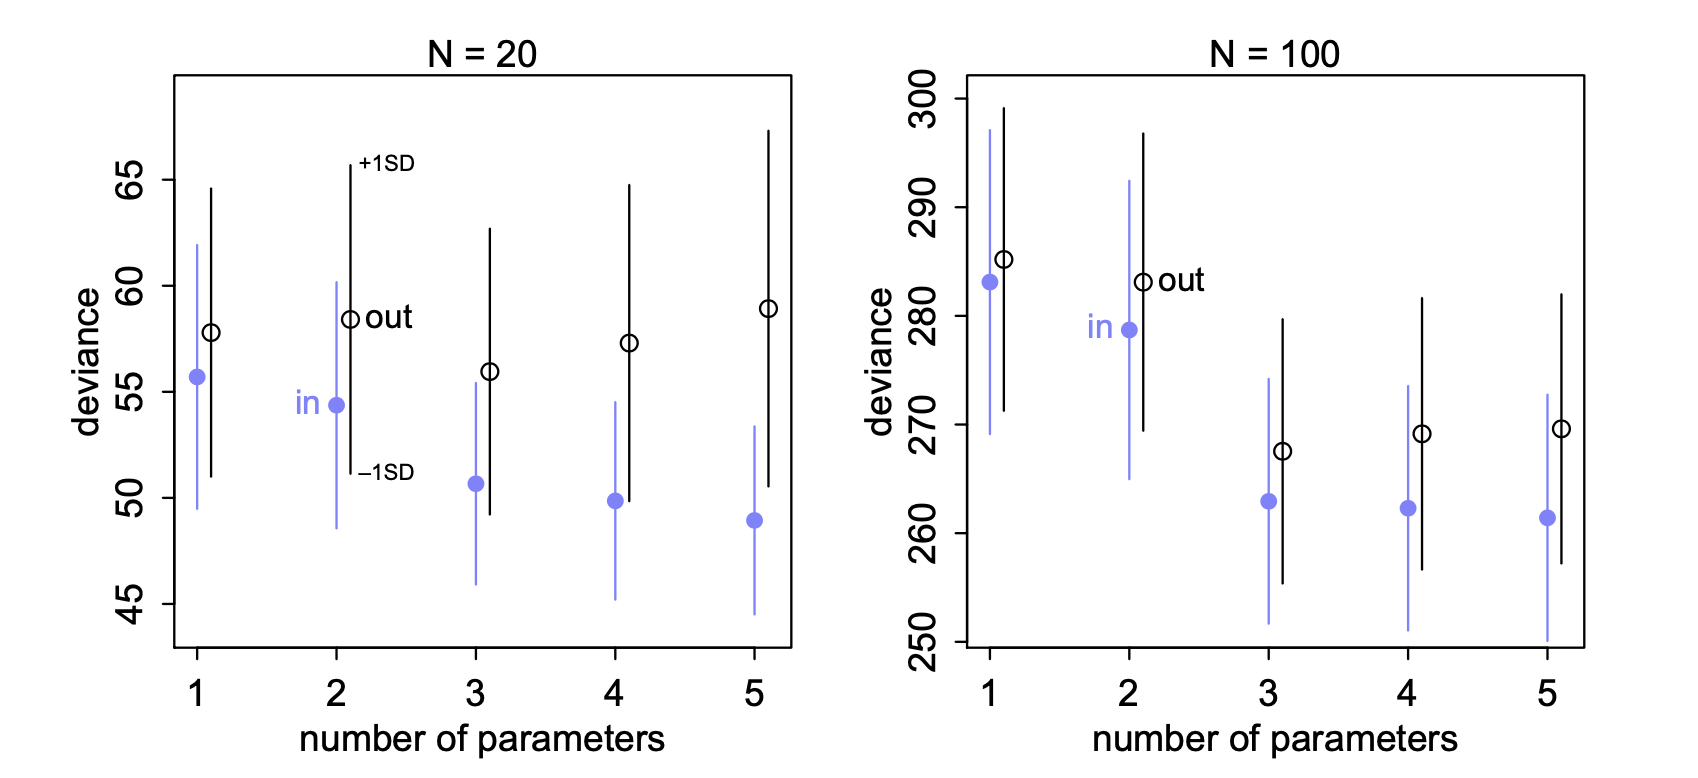 N = 20
deviance
65
60
55
50
45
+1SD
out
in
–1SD
1 2 3 4 5
number of parameters
N = 100
deviance
300
290
280
270
260
250
out
in
1 2 3 4 5
number of parameters